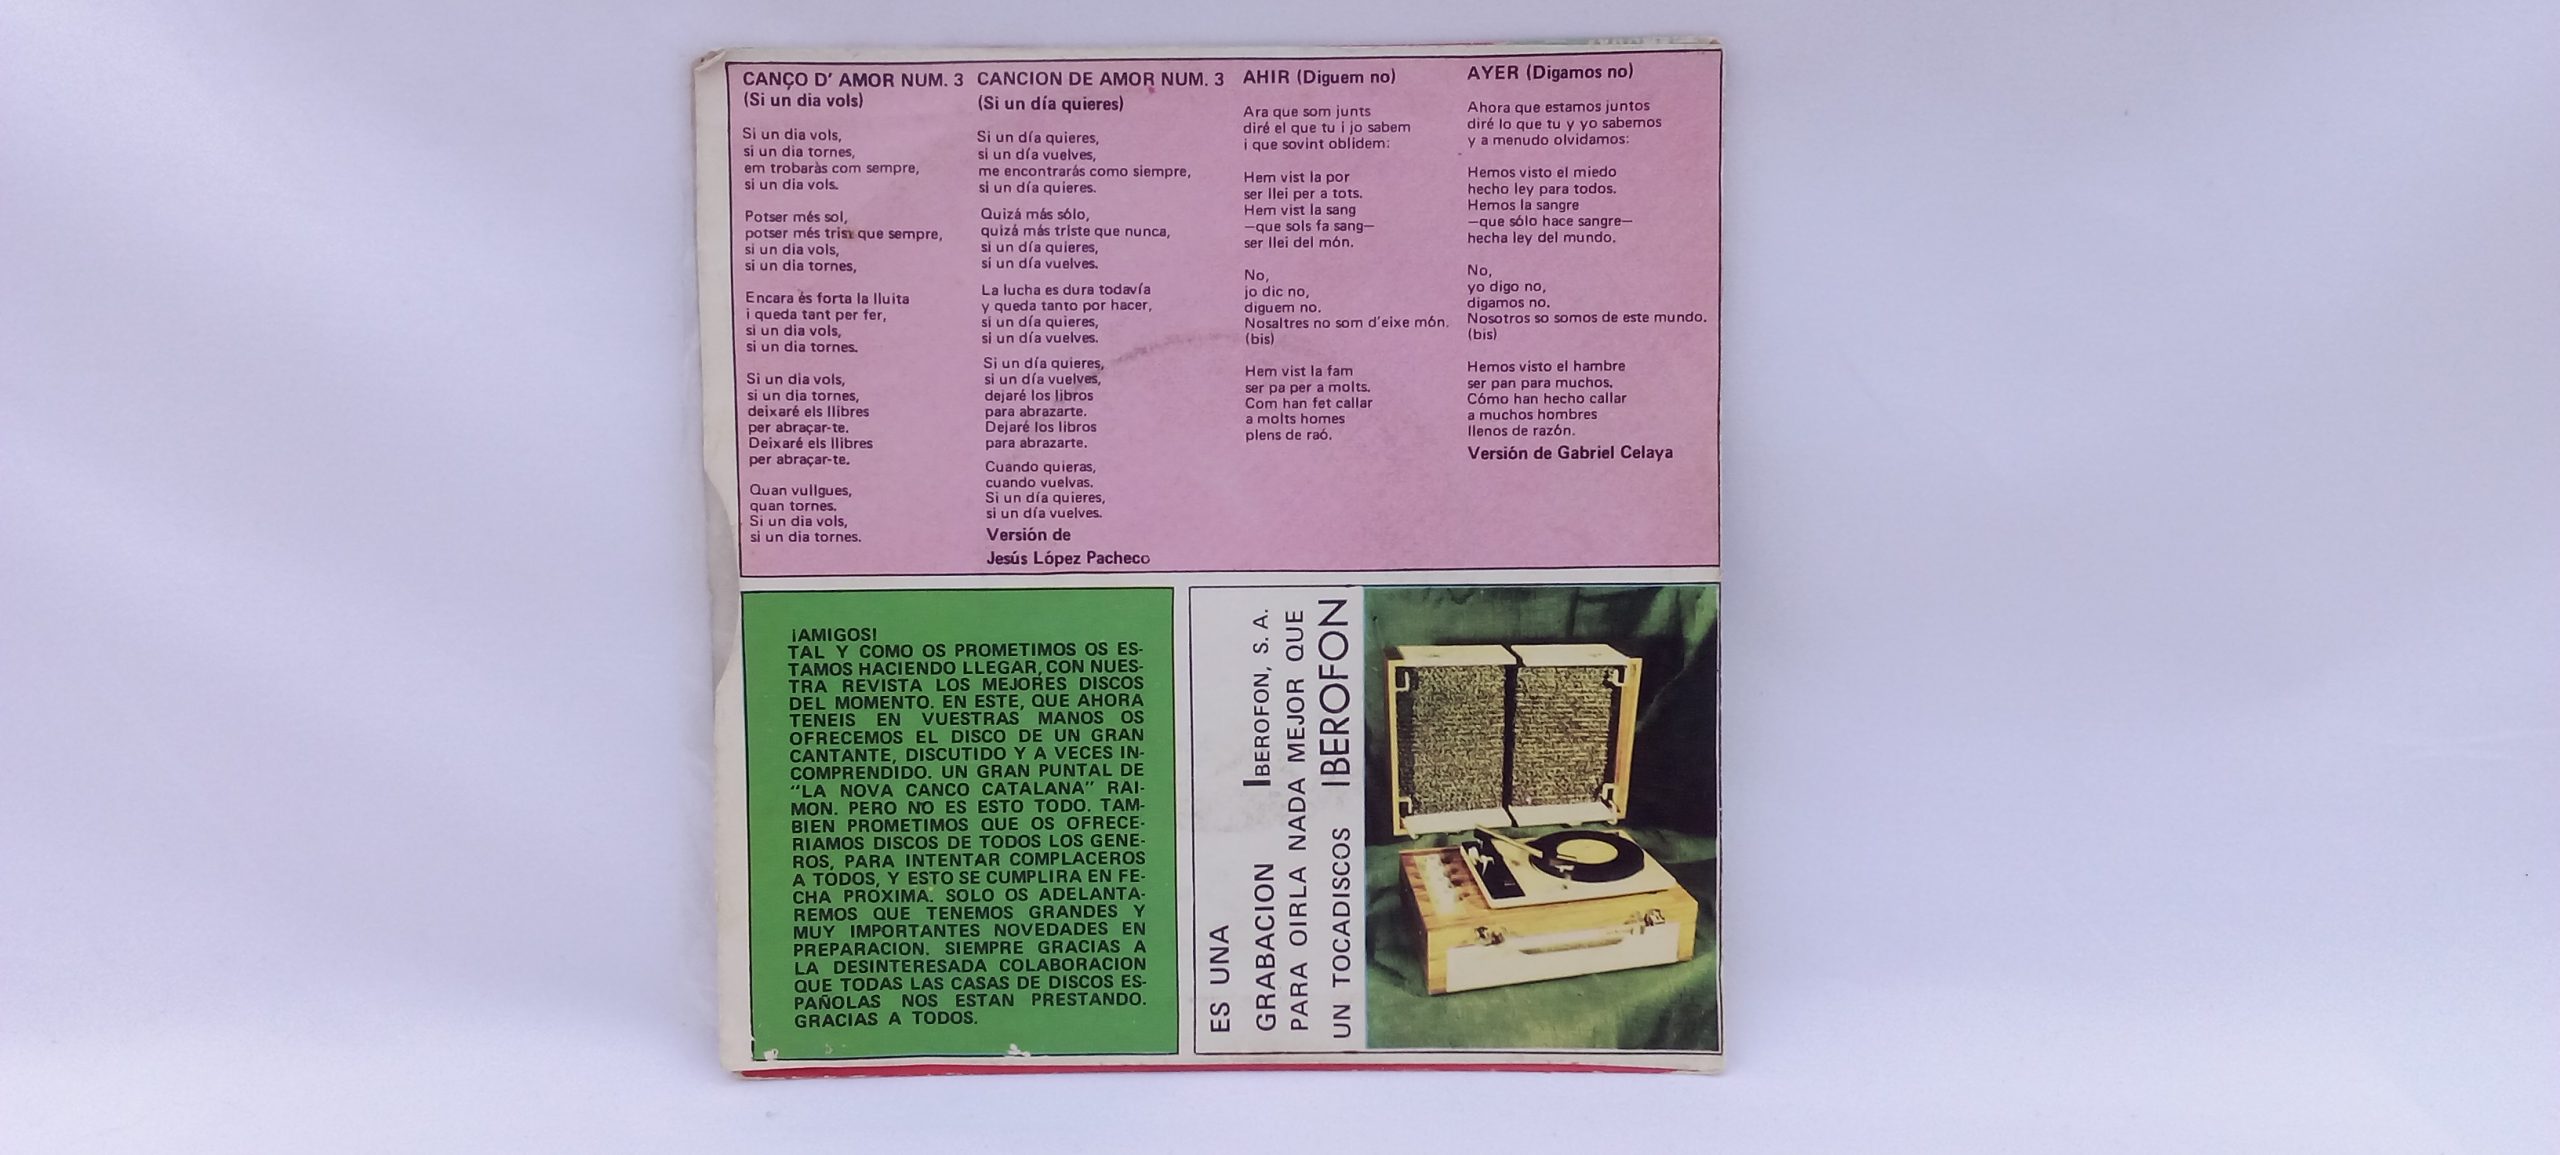 CANÇO D' AMOR NUM. 3
(Si un dia vols)
Si un dia vols,
si un dia tornes,
em trobaràs com sempre,
si un dia vols.
Potser més sol,
potser més trist que sempre,
si un dia vols,
si un dia tornes,
Encara és forta la lluita
i queda tant per fer,
si un dia vols,
si un dia tornes.
Si un dia vols,
si un dia tornes,
deixaré els llibres
per abraçar-te.
Deixaré els llibres
per abraçar-te.
Quan vullgues,
quan tornes.
Si un dia vols,
si un dia tornes.
CANCION DE AMOR NUM. 3
(Si un día quieres)
Si un día quieres,
si un día vuelves,
me encontrarás como siempre,
si un día quieres.
Quizá más sólo,
quizá más triste que nunca,
si un día quieres,
si un día vuelves.
La lucha es dura todavía
y queda tanto por hacer,
si un día quieres,
si un día vuelves.
Si un día quieres,
si un día vuelves,
dejaré los libros
para abrazarte.
Dejaré los libros
para abrazarte.
Cuando quieras,
cuando vuelvas.
Si un día quieres,
si un día vuelves.
Versión de
Jesús López Pacheco
AHIR (Diguem no)
Ara que som junts
diré el que tu i jo sabem
i que sovint oblidem:
Hem vist la por
ser llei per a tots.
Hem vist la sang
—que sols fa sang—
ser llei del món.
No,
jo dic no,
diguem no.
Nosaltres no som d'eixe món.
(bis)
Hem vist la fam
ser pa per a molts.
Com han fet callar
a molts homes
plens de raó.
AYER (Digamos no)
Ahora que estamos juntos
diré lo que tu y yo sabemos
y a menudo olvidamos:
Hemos visto el miedo
hecho ley para todos.
Hemos la sangre
—que sólo hace sangre—
hecha ley del mundo.
No,
yo digo no,
digamos no.
Nosotros so somos de este mundo.
(bis)
Hemos visto el hambre
ser pan para muchos.
Cómo han hecho callar
a muchos hombres
llenos de razón.
Versión de Gabriel Celaya
¡AMIGOS!
TAL Y COMO OS PROMETIMOS OS ES-
TAMOS HACIENDO LLEGAR, CON NUES-
TRA REVISTA LOS MEJORES DISCOS
DEL MOMENTO. EN ESTE, QUE AHORA
TENEIS EN VUESTRAS MANOS OS
OFRECEMOS EL DISCO DE UN GRAN
CANTANTE, DISCUTIDO Y A VECES IN-
COMPRENDIDO. UN GRAN PUNTAL DE
"LA NOVA CANCO CATALANA" RAI-
MON. PERO NO ES ESTO TODO. TAM-
BIEN PROMETIMOS QUE OS OFRECE-
RIAMOS DISCOS DE TODOS LOS GENE-
ROS, PARA INTENTAR COMPLACEROS
A TODOS, Y ESTO SE CUMPLIRA EN FE-
CHA PROXIMA. SOLO OS ADELANTA-
REMOS QUE TENEMOS GRANDES Y
MUY IMPORTANTES NOVEDADES EN
PREPARACION. SIEMPRE GRACIAS A
LA DESINTERESADA COLABORACION
QUE TODAS LAS CASAS DE DISCOS ES-
PAÑOLAS NOS ESTAN PRESTANDO.
GRACIAS A TODOS.
ES UNA
GRABACION IBEROFON, S. A.
PARA OIRLA NADA MEJOR QUE
UN TOCADISCOS IBEROFON